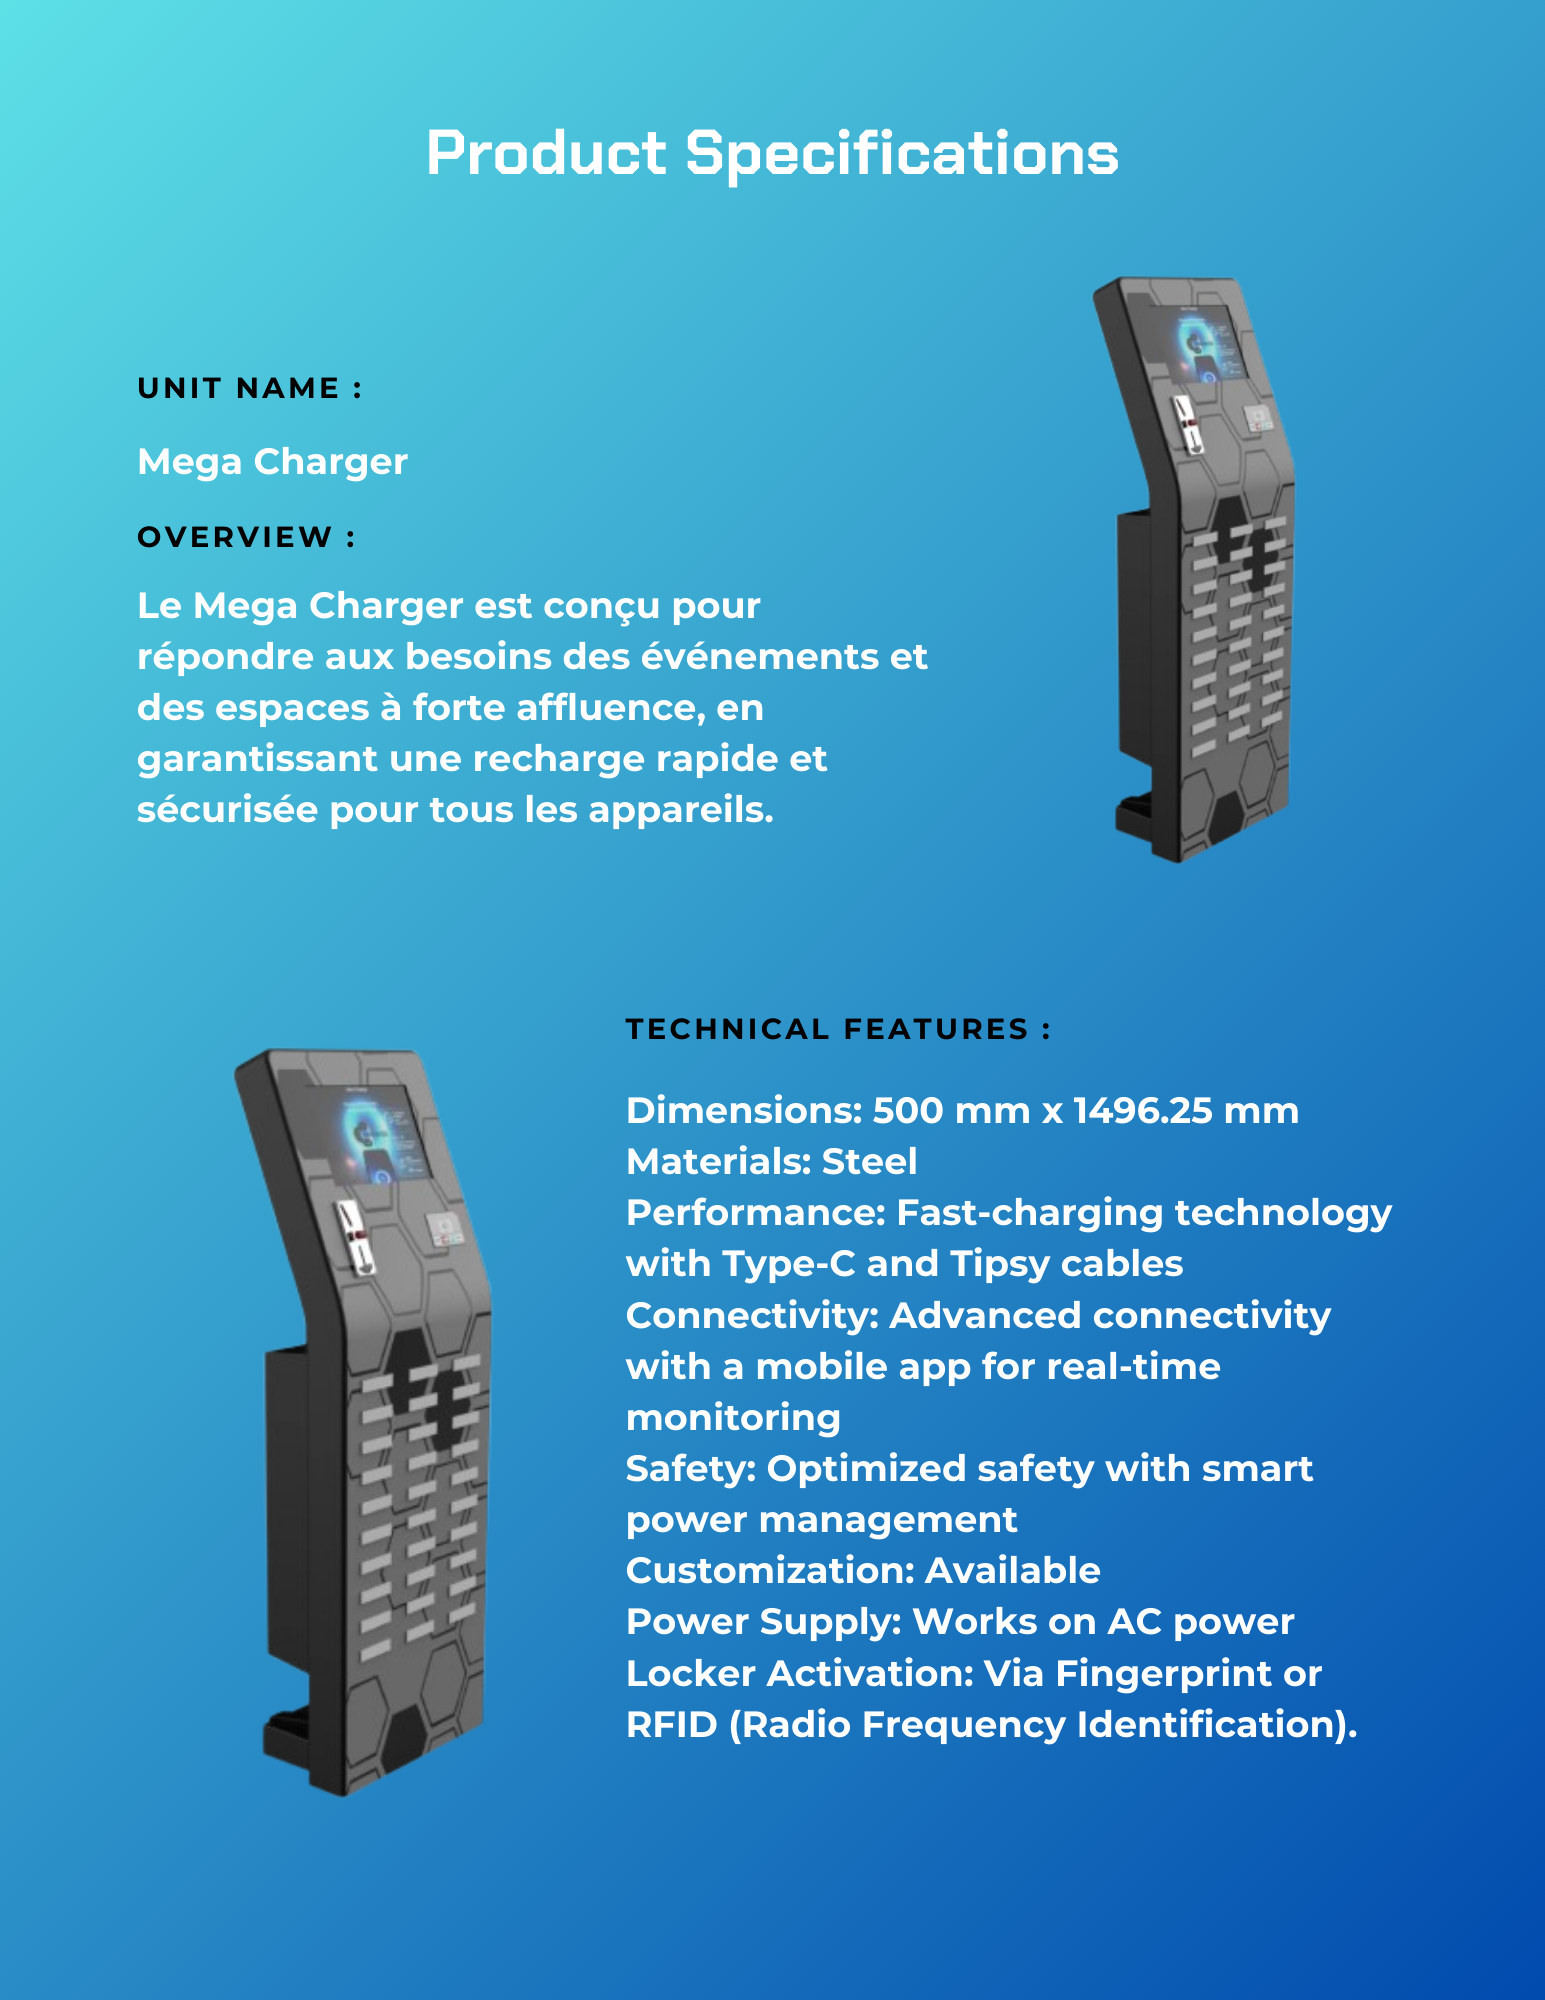 Product Specifications
UNIT NAME :
Mega Charger
OVERVIEW :
Le Mega Charger est conçu pour
répondre aux besoins des événements et
des espaces à forte affluence, en
garantissant une recharge rapide et
sécurisée pour tous les appareils.
TECHNICAL FEATURES :
Dimensions: 500 mm x 1496.25 mm
Materials: Steel
Performance: Fast-charging technology
with Type-C and Tipsy cables
Connectivity: Advanced connectivity
with a mobile app for real-time
monitoring
Safety: Optimized safety with smart
power management
Customization: Available
Power Supply: Works on AC power
Locker Activation: Via Fingerprint or
RFID (Radio Frequency Identification).